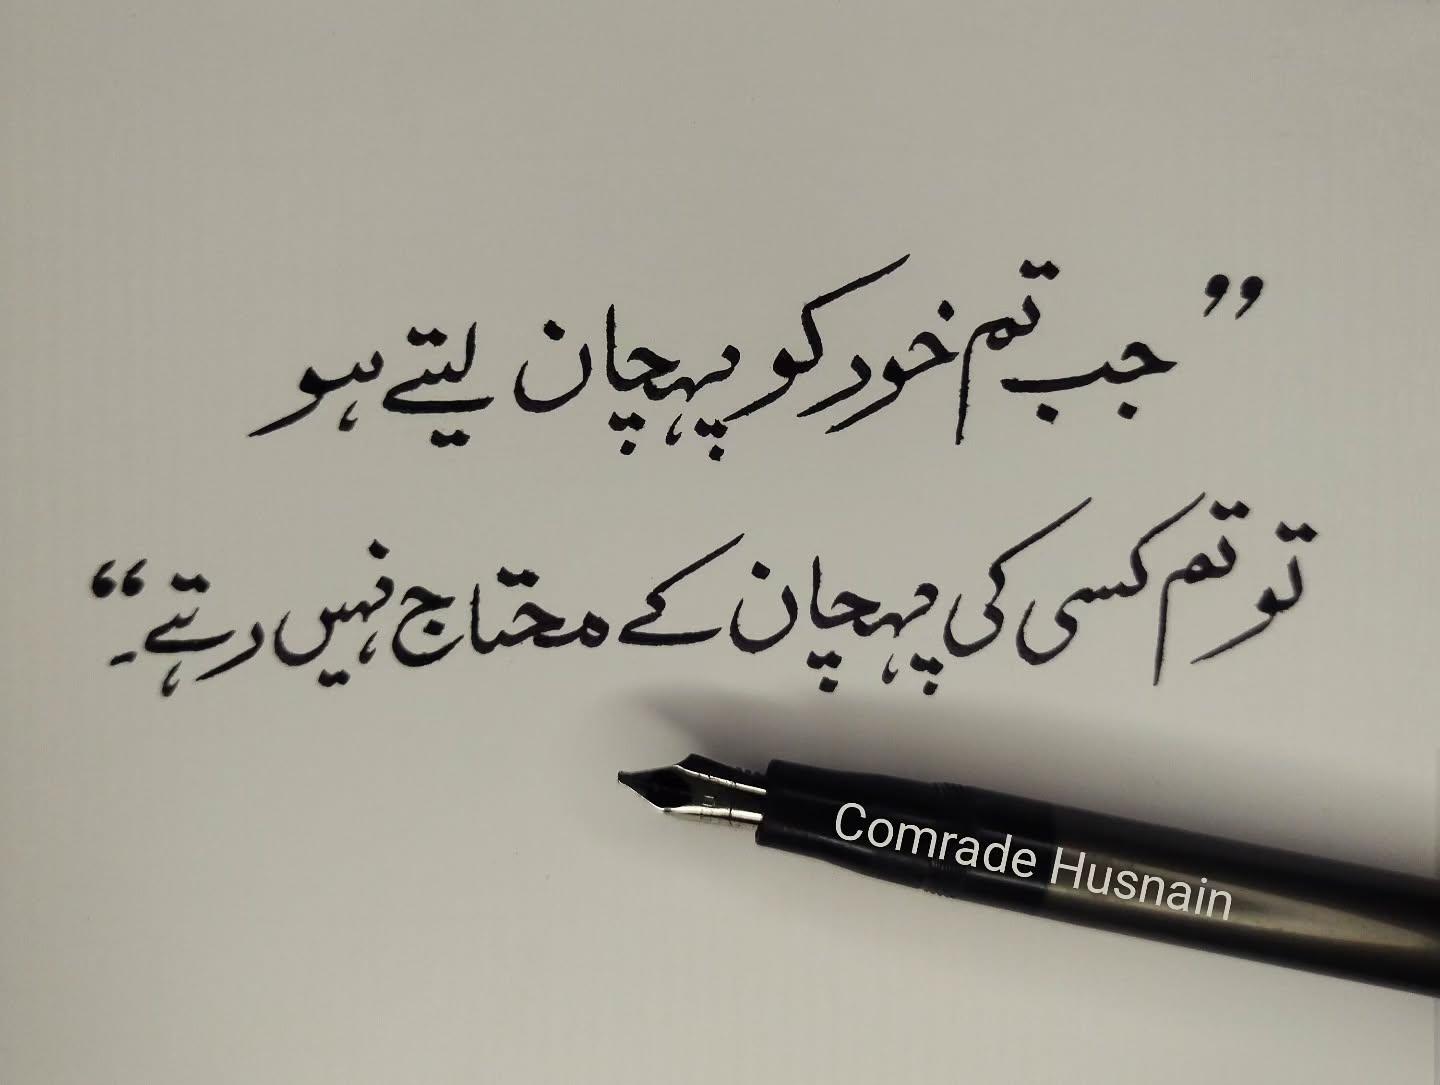 ”جب تم خود کو پہچان لیتے ہو
تو تم کسی کی پہچان کے محتاج نہیں رہتے۔“
Comrade Husnain